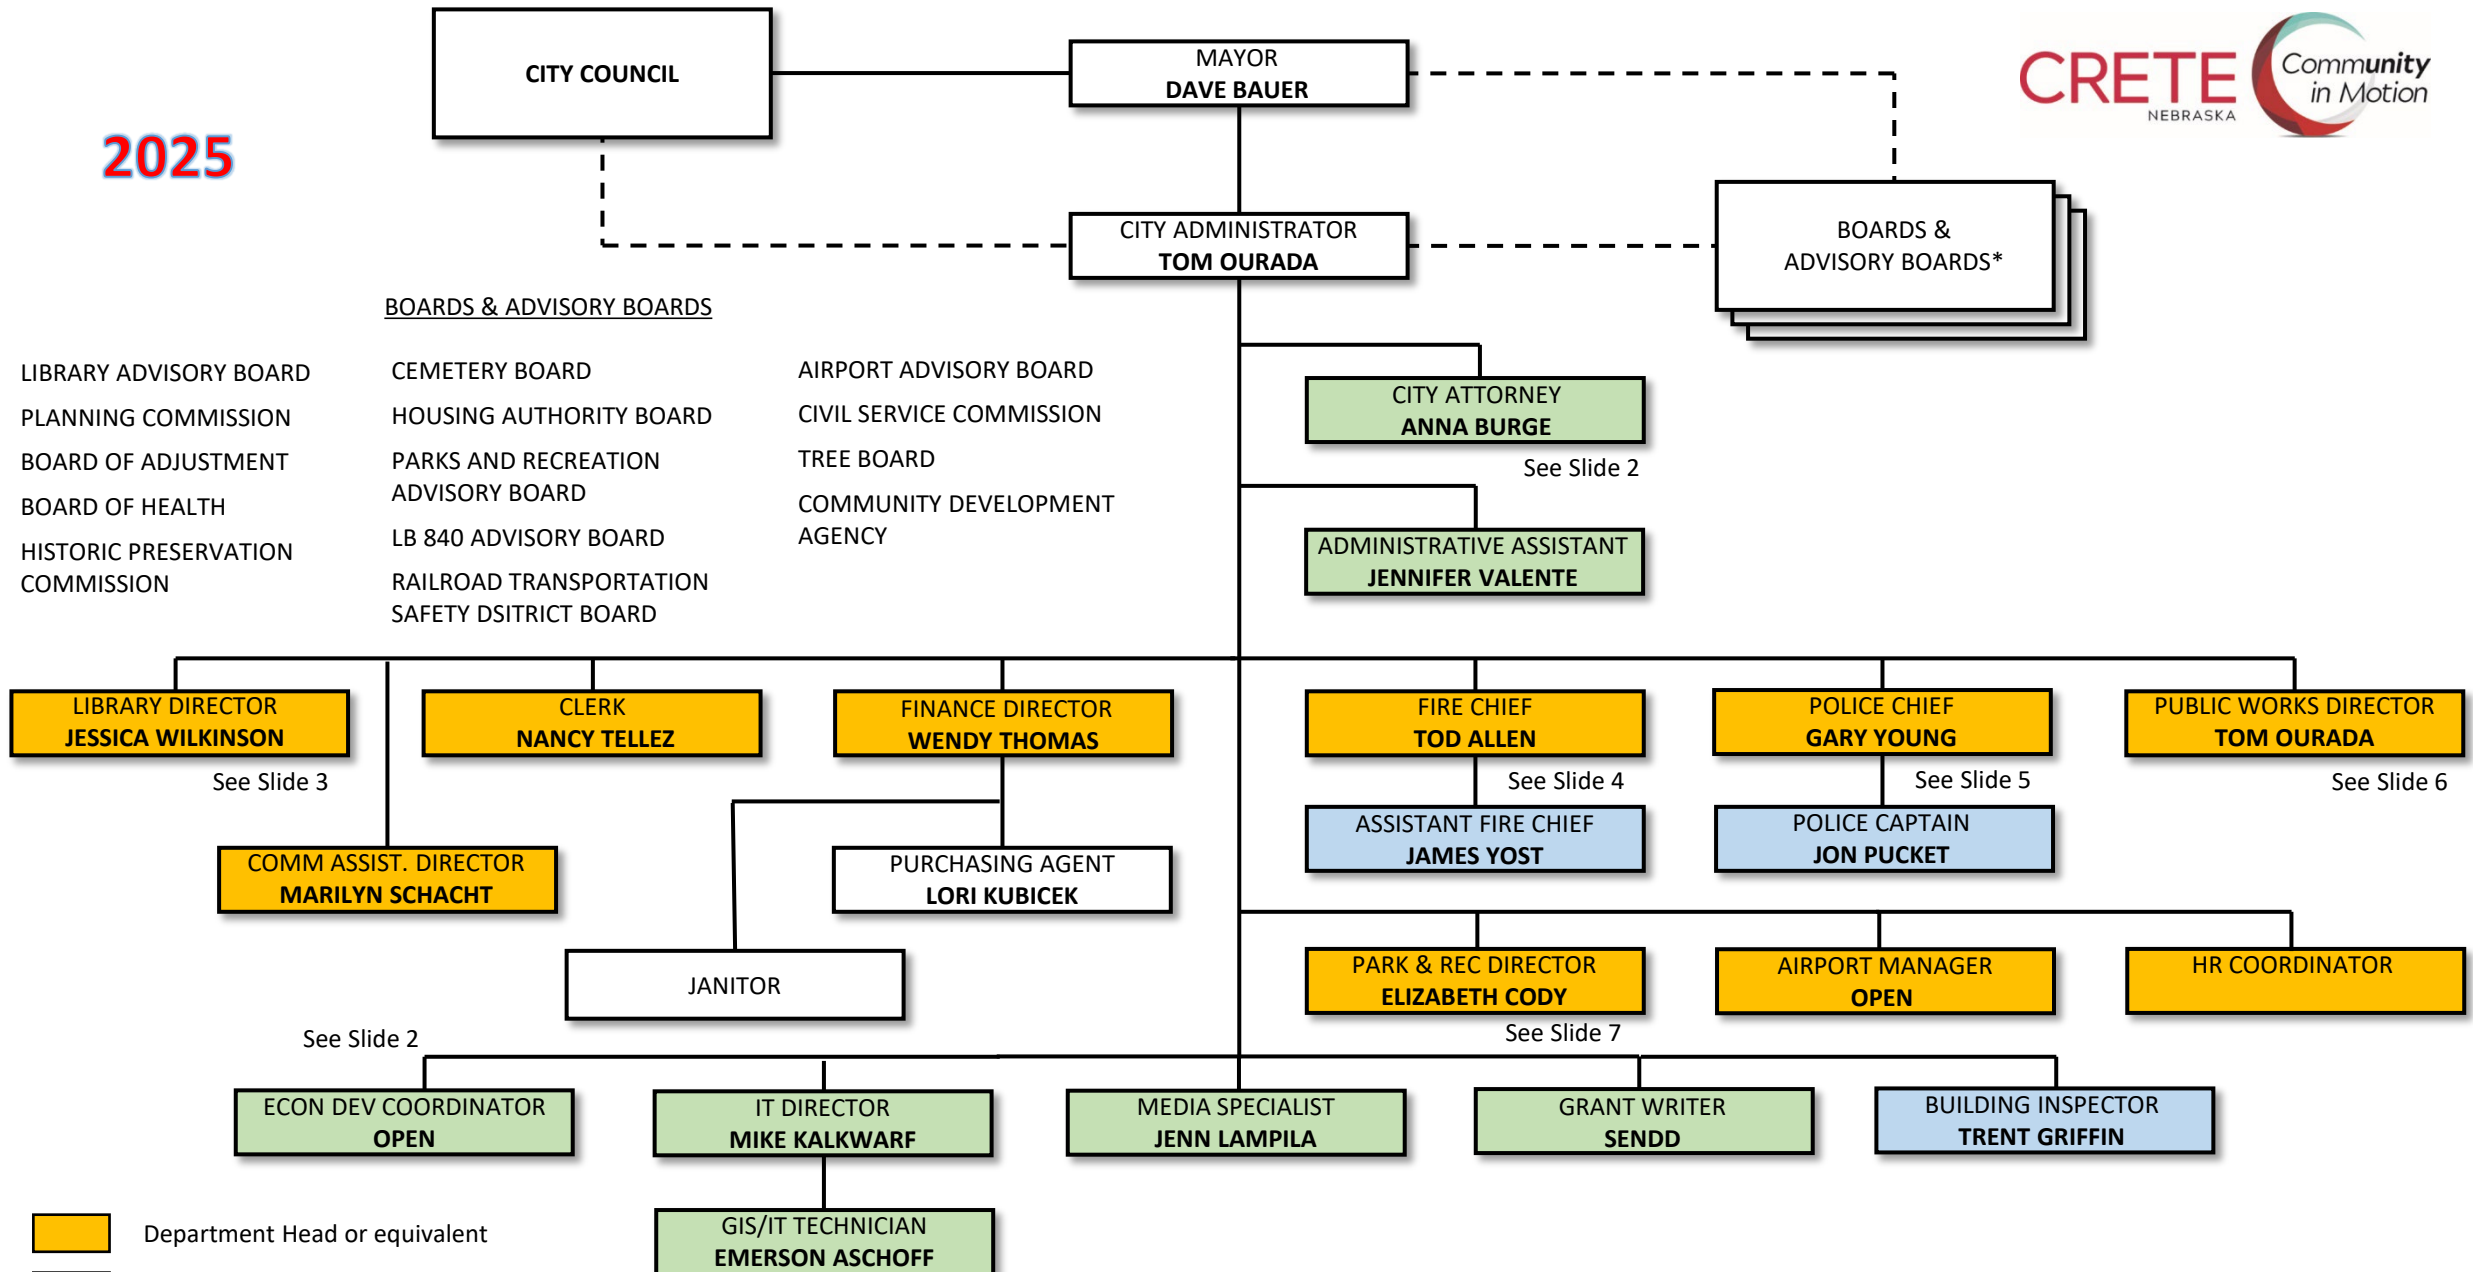 CITY COUNCIL
MAYOR
DAVE BAUER
CRETE
NEBRASKA
Community
in Motion
2025
CITY ADMINISTRATOR
TOM OURADA
BOARDS &
ADVISORY BOARDS*
BOARDS & ADVISORY BOARDS
LIBRARY ADVISORY BOARD
PLANNING COMMISSION
BOARD OF ADJUSTMENT
BOARD OF HEALTH
HISTORIC PRESERVATION
COMMISSION
CEMETERY BOARD
HOUSING AUTHORITY BOARD
PARKS AND RECREATION
ADVISORY BOARD
LB 840 ADVISORY BOARD
RAILROAD TRANSPORTATION
SAFETY DSITRICT BOARD
AIRPORT ADVISORY BOARD
CIVIL SERVICE COMMISSION
TREE BOARD
COMMUNITY DEVELOPMENT
AGENCY
CITY ATTORNEY
ANNA BURGE
See Slide 2
ADMINISTRATIVE ASSISTANT
JENNIFER VALENTE
LIBRARY DIRECTOR
JESSICA WILKINSON
See Slide 3
CLERK
NANCY TELLEZ
FINANCE DIRECTOR
WENDY THOMAS
FIRE CHIEF
TOD ALLEN
See Slide 4
POLICE CHIEF
GARY YOUNG
See Slide 5
PUBLIC WORKS DIRECTOR
TOM OURADA
See Slide 6
COMM ASSIST. DIRECTOR
MARILYN SCHACHT
PURCHASING AGENT
LORI KUBICEK
ASSISTANT FIRE CHIEF
JAMES YOST
POLICE CAPTAIN
JON PUCKET
JANITOR
PARK & REC DIRECTOR
ELIZABETH CODY
See Slide 7
AIRPORT MANAGER
OPEN
HR COORDINATOR
See Slide 2
ECON DEV COORDINATOR
OPEN
IT DIRECTOR
MIKE KALKWARF
MEDIA SPECIALIST
JENN LAMPILA
GRANT WRITER
SENDD
BUILDING INSPECTOR
TRENT GRIFFIN
GIS/IT TECHNICIAN
EMERSON ASCHOFF
Department Head or equivalent